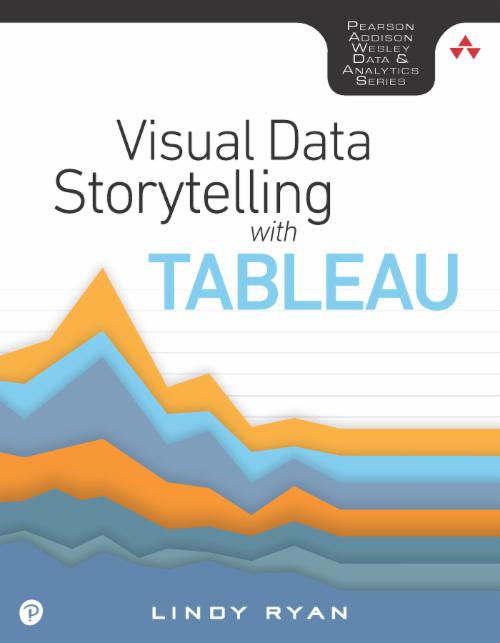 PEARSON
ADDISON
WESLEY
DATA &
ANALYTICS
SERIES
Visual Data
Storytelling
with
TABLEAU
P
LINDY RYAN